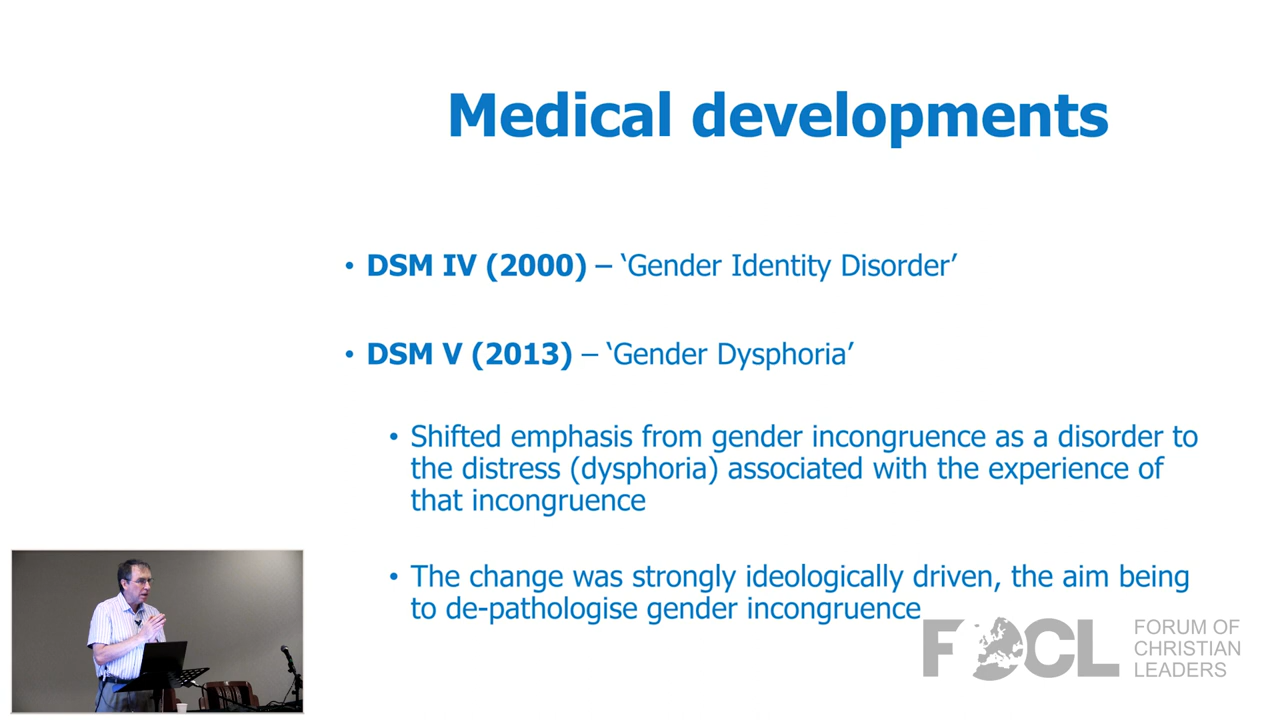 Medical developments
• DSM IV (2000) – ‘Gender Identity Disorder’
• DSM V (2013) – ‘Gender Dysphoria’
• Shifted emphasis from gender incongruence as a disorder to
the distress (dysphoria) associated with the experience of
that incongruence
• The change was strongly ideologically driven, the aim being
to de-pathologise gender incongruence
FOCL
FORUM OF
CHRISTIAN
LEADERS